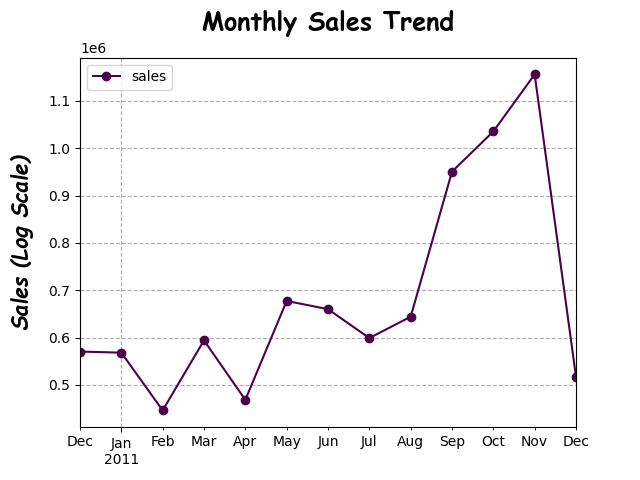 Monthly Sales Trend
1e6
sales
1.1
1.0
0.9
0.8
0.7
0.6
0.5
Sales (Log Scale)
Dec Jan Feb Mar Apr May Jun Jul Aug Sep Oct Nov Dec
2011